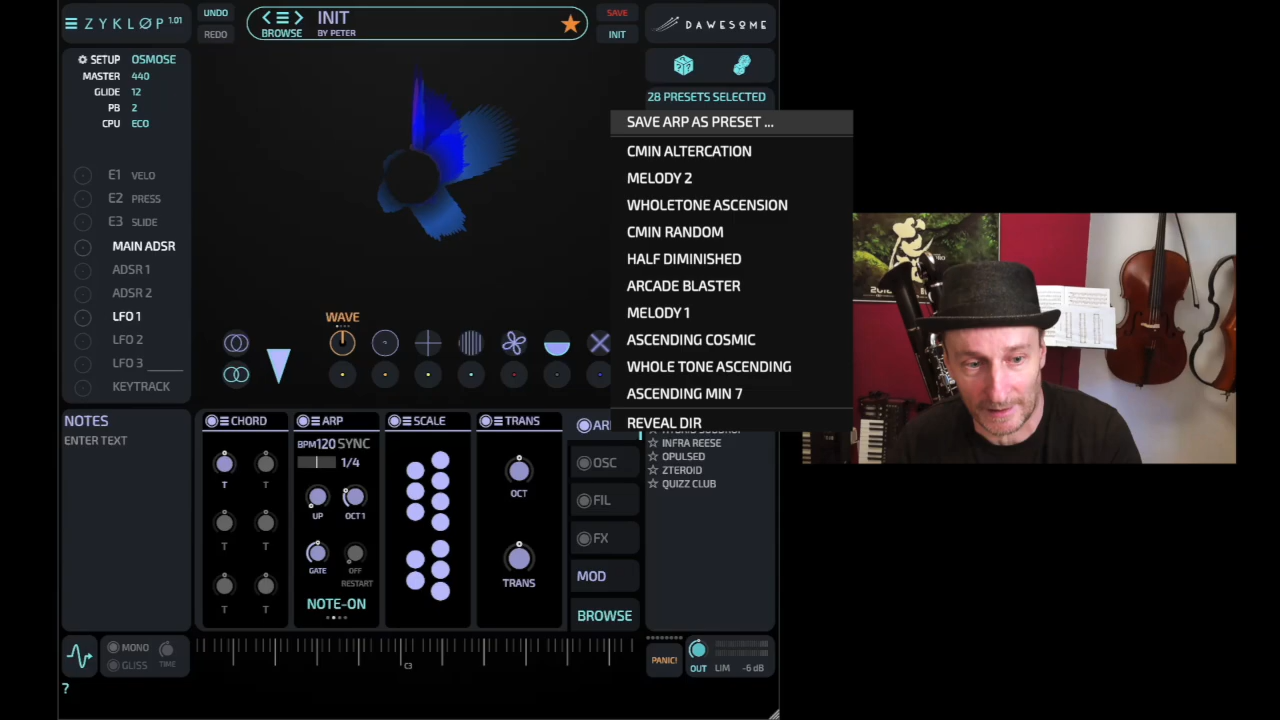 ZYKLØP 1.01
UNDO
REDO
BROWSE
INIT
BY PETER
SAVE
INIT
DAWESOME
SETUP OSMOSE
MASTER 440
GLIDE 12
PB 2
CPU ECO
28 PRESETS SELECTED
SAVE ARP AS PRESET ...
CMIN ALTERCATION
MELODY 2
WHOLETONE ASCENSION
CMIN RANDOM
HALF DIMINISHED
ARCADE BLASTER
MELODY 1
ASCENDING COSMIC
WHOLE TONE ASCENDING
ASCENDING MIN 7
REVEAL DIR
E1 VELO
E2 PRESS
E3 SLIDE
MAIN ADSR
ADSR 1
ADSR 2
LFO 1
LFO 2
LFO 3
KEYTRACK
WAVE
NOTES
ENTER TEXT
CHORD
T T
T T
T T
ARP
BPM120 SYNC
1/4
UP OCT1
GATE OFF
RESTART
NOTE-ON
SCALE
TRANS
OCT
TRANS
AR
OSC
FIL
FX
MOD
BROWSE
INFRA REESE
OPULSED
ZTEROID
QUIZZ CLUB
MONO
GLISS
TIME
C3
PANIC!
OUT LIM -6 dB
?